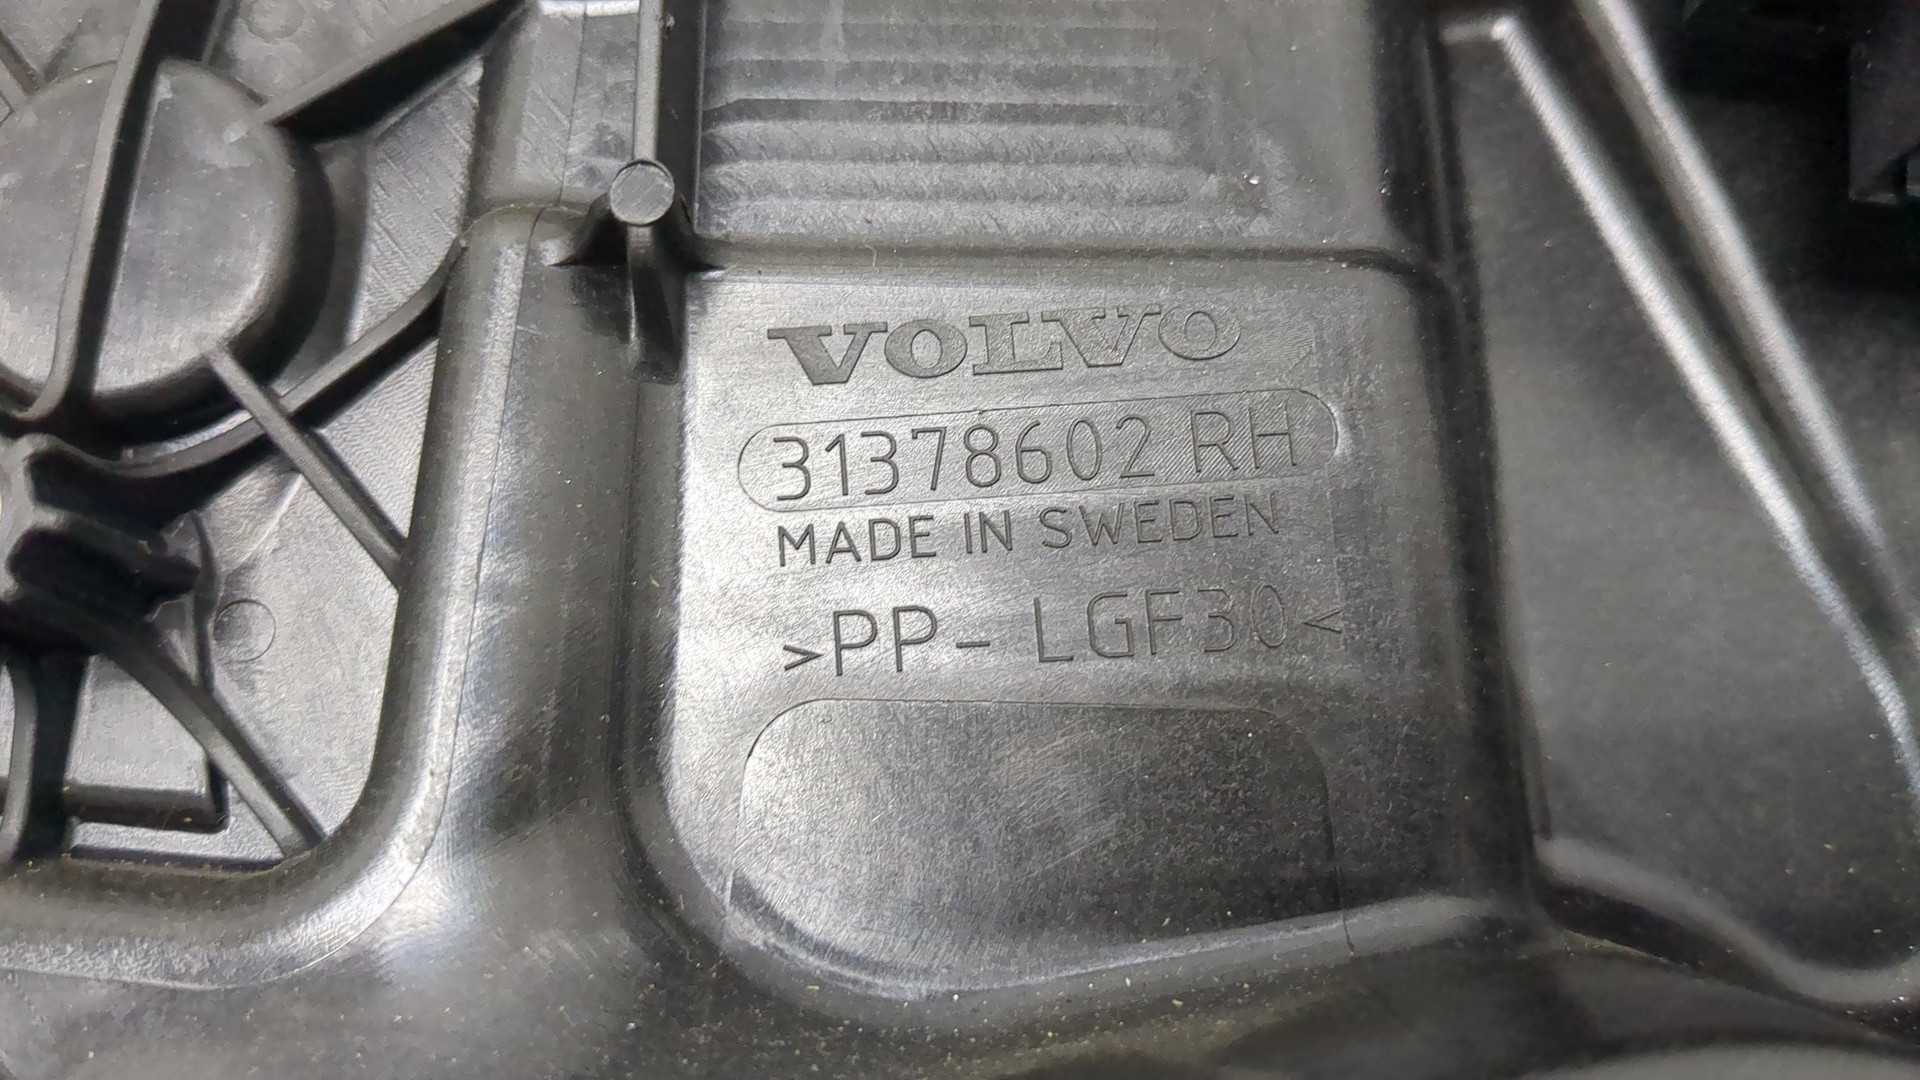 VOLVO
31378602 RH
MADE IN SWEDEN
>PP- LGF30<